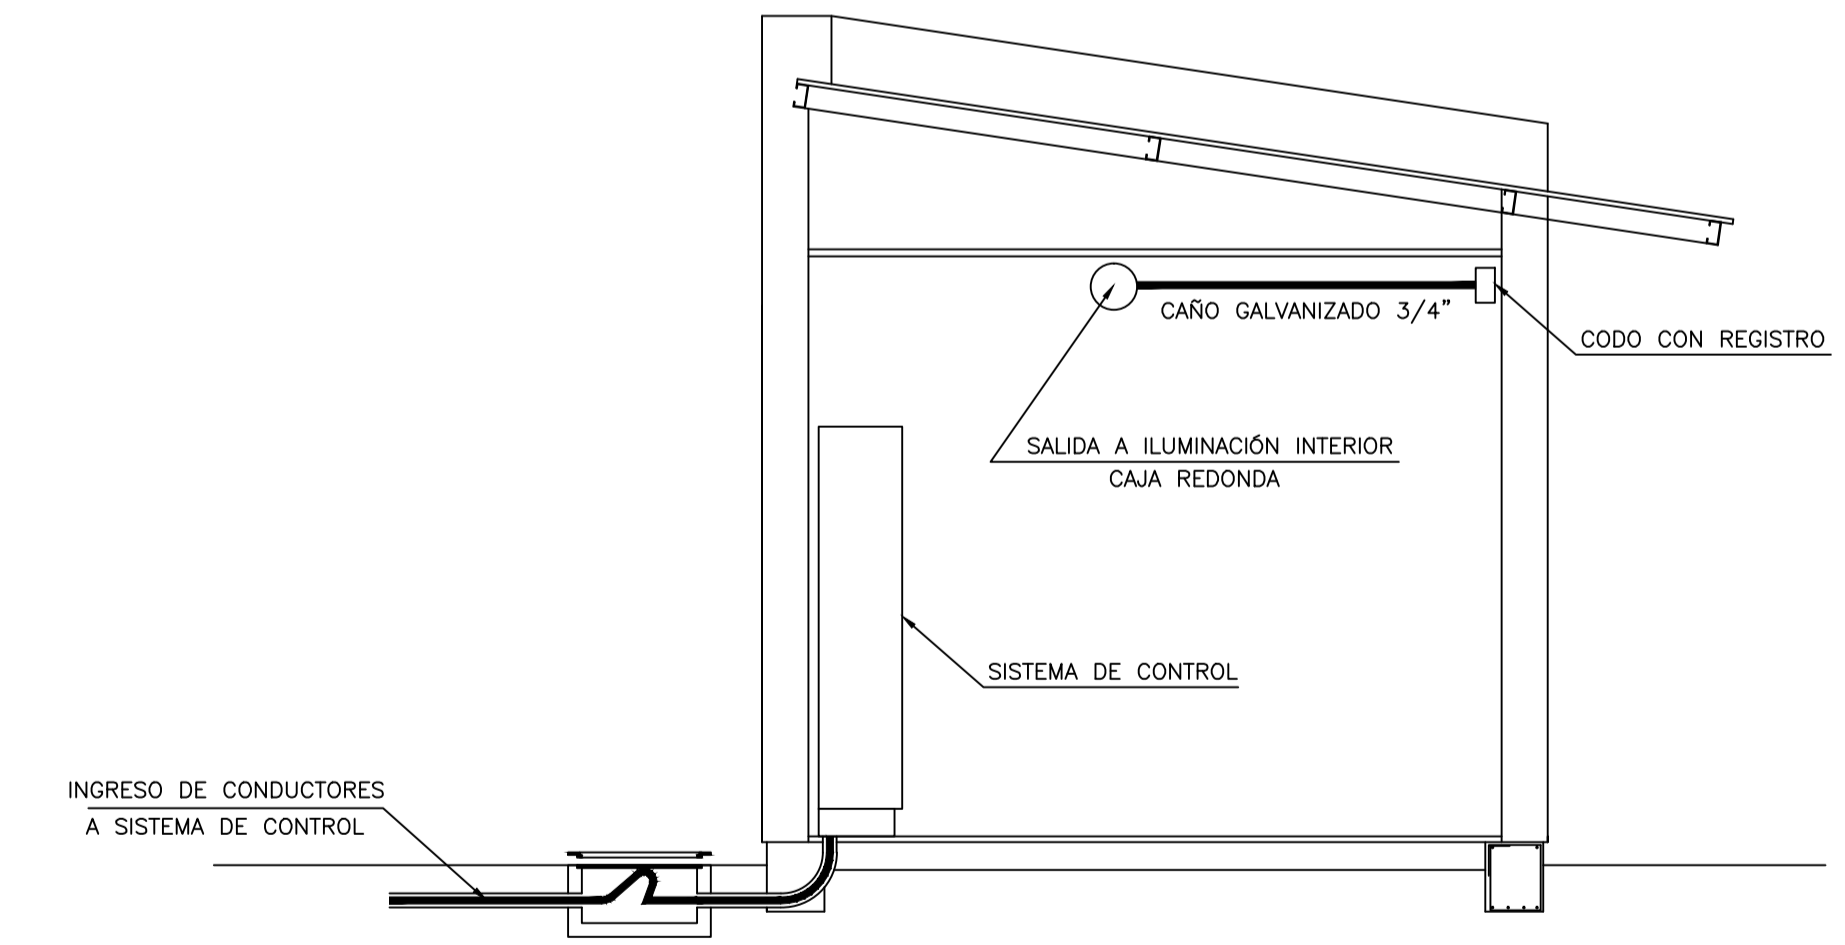 CAÑO GALVANIZADO 3/4”
CODO CON REGISTRO
SALIDA A ILUMINACIÓN INTERIOR
CAJA REDONDA
SISTEMA DE CONTROL
INGRESO DE CONDUCTORES
A SISTEMA DE CONTROL